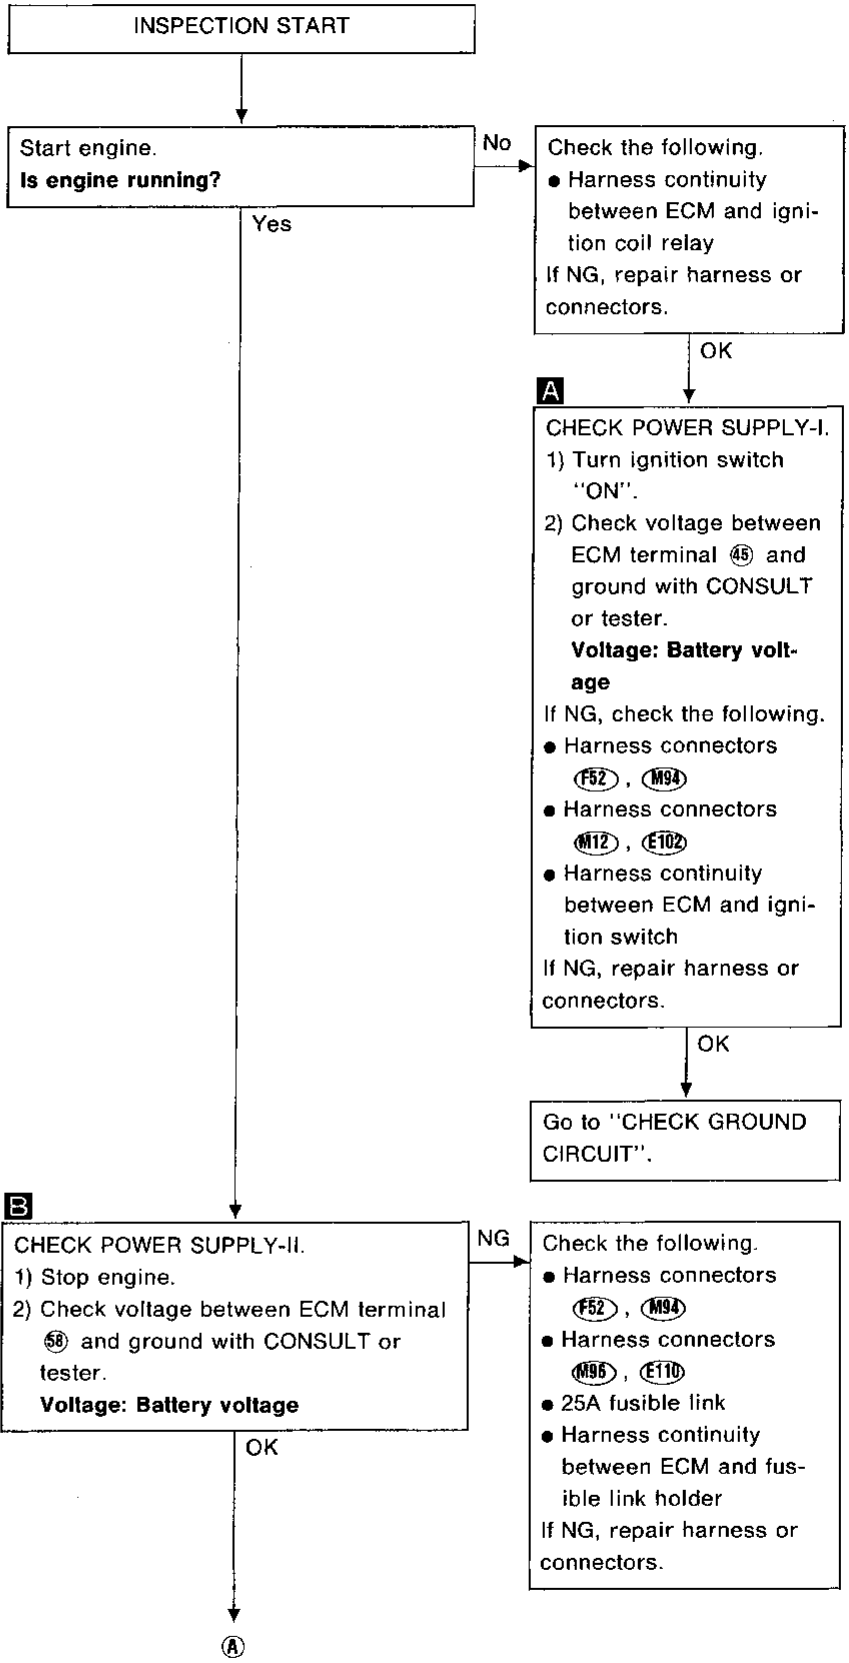 INSPECTION START
Start engine.
Is engine running?
No
Yes
Check the following.
● Harness continuity
between ECM and igni-
tion coil relay
If NG, repair harness or
connectors.
OK
A
CHECK POWER SUPPLY-I.
1) Turn ignition switch
"ON".
2) Check voltage between
ECM terminal 45 and
ground with CONSULT
or tester.
Voltage: Battery volt-
age
If NG, check the following.
● Harness connectors
F52 , M94
● Harness connectors
M12 , E102
● Harness continuity
between ECM and igni-
tion switch
If NG, repair harness or
connectors.
OK
Go to "CHECK GROUND
CIRCUIT".
B
CHECK POWER SUPPLY-II.
1) Stop engine.
2) Check voltage between ECM terminal
58 and ground with CONSULT or
tester.
Voltage: Battery voltage
NG
OK
Check the following.
● Harness connectors
F52 , M94
● Harness connectors
M96 , E110
● 25A fusible link
● Harness continuity
between ECM and fus-
ible link holder
If NG, repair harness or
connectors.
A